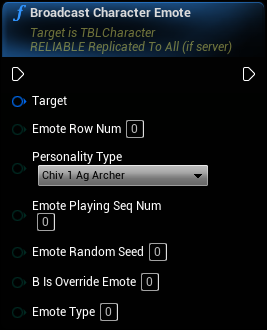 f Broadcast Character Emote
Target is TBLCharacter
RELIABLE Replicated To All (if server)
Target
Emote Row Num 0
Personality Type
Chiv 1 Ag Archer
Emote Playing Seq Num
0
Emote Random Seed 0
B Is Override Emote 0
Emote Type 0